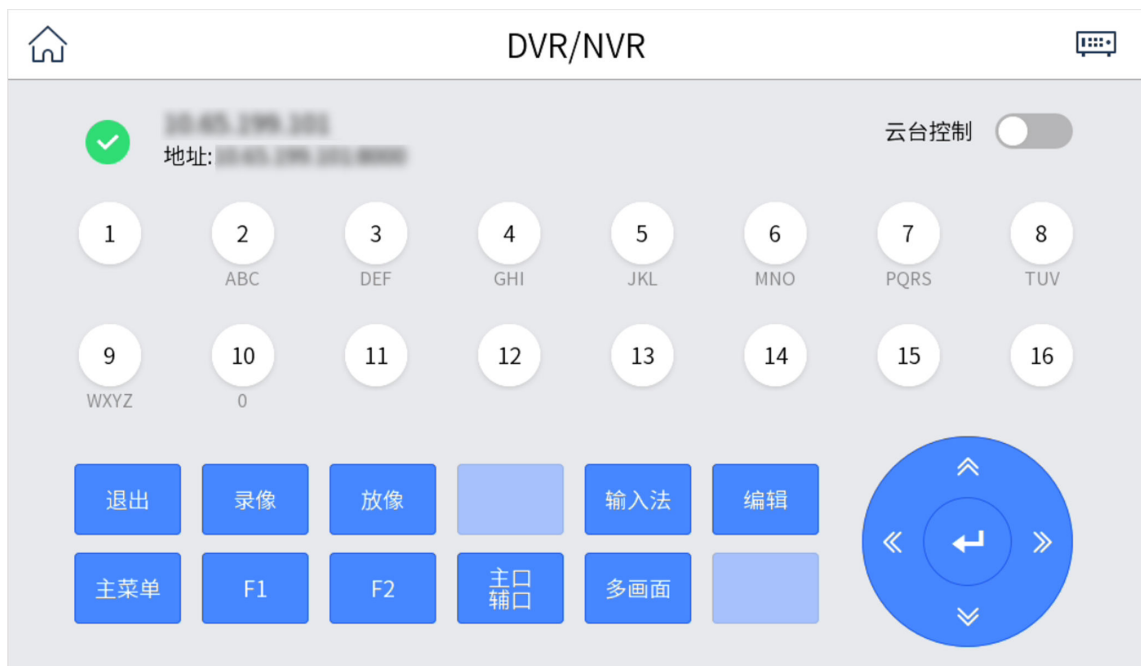 DVR/NVR
地址:
云台控制
1 2 3 4 5 6 7 8
ABC DEF GHI JKL MNO PQRS TUV
9 10 11 12 13 14 15 16
WXYZ 0
退出 录像 放像 输入法 编辑
主菜单 F1 F2 主口 多画面
辅口